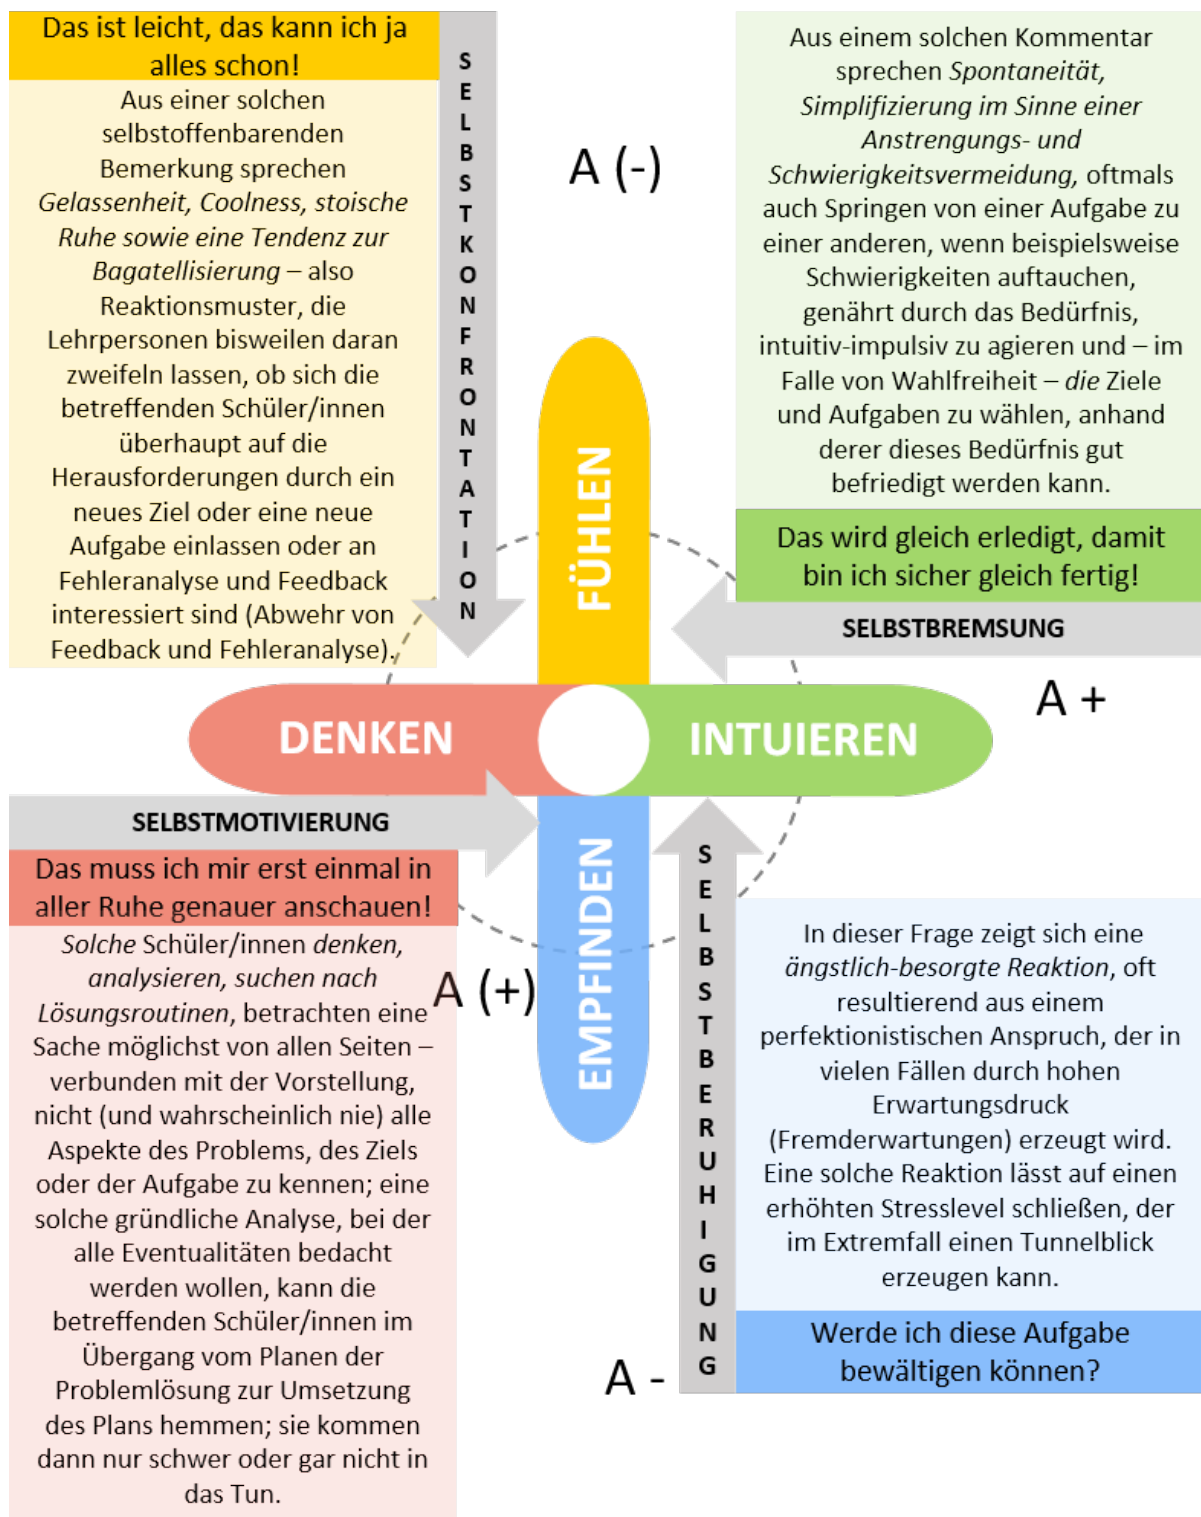 Das ist leicht, das kann ich ja
alles schon!
Aus einer solchen
selbstoffenbarenden
Bemerkung sprechen
Gelassenheit, Coolness, stoische
Ruhe sowie eine Tendenz zur
Bagatellisierung – also
Reaktionsmuster, die
Lehrpersonen bisweilen daran
zweifeln lassen, ob sich die
betreffenden Schüler/innen
überhaupt auf die
Herausforderungen durch ein
neues Ziel oder eine neue
Aufgabe einlassen oder an
Fehleranalyse und Feedback
interessiert sind (Abwehr von
Feedback und Fehleranalyse).
SELBSTKONFRONTATION
A (-)
Aus einem solchen Kommentar
sprechen Spontaneität,
Simplifizierung im Sinne einer
Anstrengungs- und
Schwierigkeitsvermeidung, oftmals
auch Springen von einer Aufgabe zu
einer anderen, wenn beispielsweise
Schwierigkeiten auftauchen,
genährt durch das Bedürfnis,
intuitiv-impulsiv zu agieren und – im
Falle von Wahlfreiheit – die Ziele
und Aufgaben zu wählen, anhand
derer dieses Bedürfnis gut
befriedigt werden kann.
Das wird gleich erledigt, damit
bin ich sicher gleich fertig!
SELBSTBREMSUNG
A +
FÜHLEN
DENKEN
INTUIEREN
EMPFINDEN
SELBSTMOTIVIERUNG
Das muss ich mir erst einmal in
aller Ruhe genauer anschauen!
Solche Schüler/innen denken,
analysieren, suchen nach
Lösungsroutinen, betrachten eine
Sache möglichst von allen Seiten –
verbunden mit der Vorstellung,
nicht (und wahrscheinlich nie) alle
Aspekte des Problems, des Ziels
oder der Aufgabe zu kennen; eine
solche gründliche Analyse, bei der
alle Eventualitäten bedacht
werden wollen, kann die
betreffenden Schüler/innen im
Übergang vom Planen der
Problemlösung zur Umsetzung
des Plans hemmen; sie kommen
dann nur schwer oder gar nicht in
das Tun.
A (+)
SELBSTBERUHIGUNG
A -
In dieser Frage zeigt sich eine
ängstlich-besorgte Reaktion, oft
resultierend aus einem
perfektionistischen Anspruch, der in
vielen Fällen durch hohen
Erwartungsdruck
(Fremderwartungen) erzeugt wird.
Eine solche Reaktion lässt auf einen
erhöhten Stresslevel schließen, der
im Extremfall einen Tunnelblick
erzeugen kann.
Werde ich diese Aufgabe
bewältigen können?